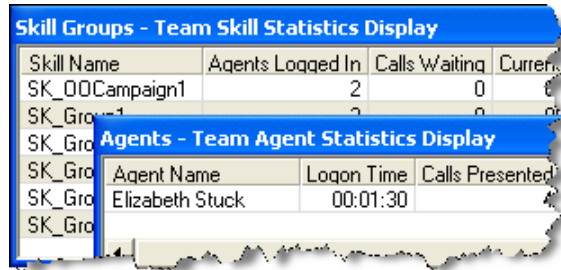 Skill Groups - Team Skill Statistics Display
Skill Name Agents Logged In Calls Waiting
SK_OOCampaign1 2 0
SK_Group1
SK_Gro
SK_Gro
SK_Gro
SK_Gro
Agents - Team Agent Statistics Display
Agent Name Logon Time Calls Presented
Elizabeth Stuck 00:01:30